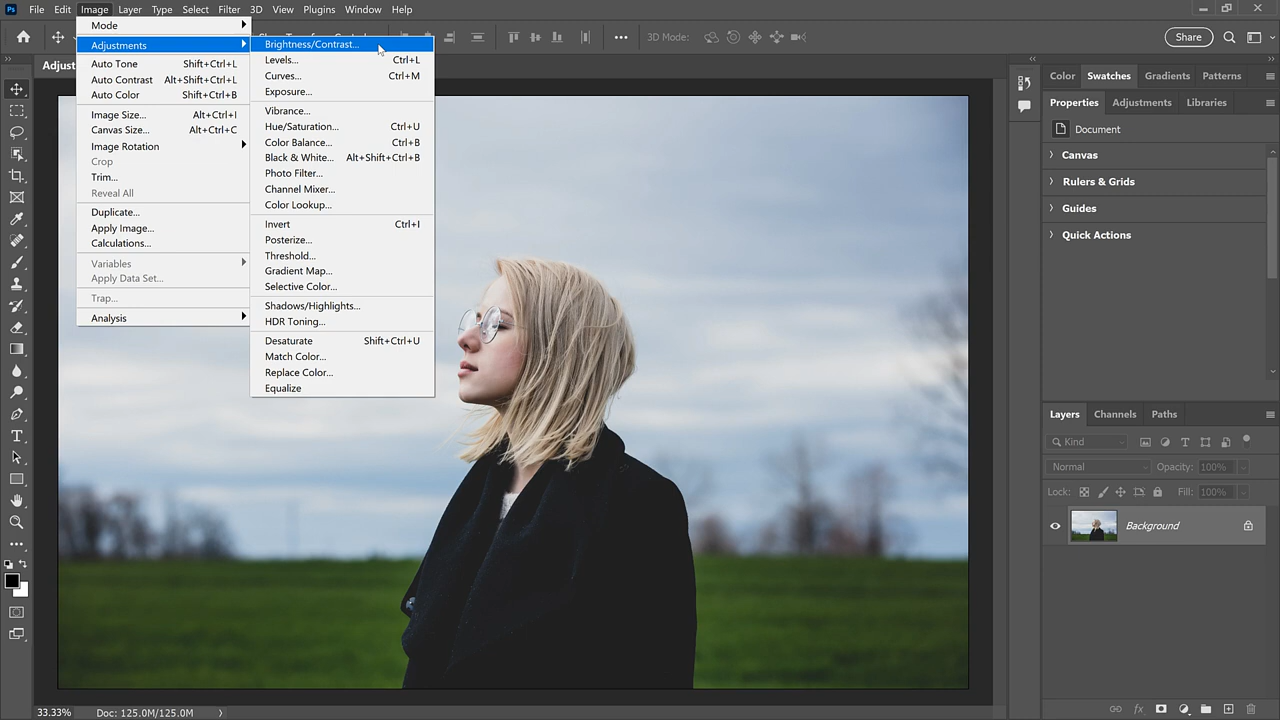 Ps File Edit Image Layer Type Select Filter 3D View Plugins Window Help
3D Mode:
Share
Adjust
Mode
Adjustments
Auto Tone Shift+Ctrl+L
Auto Contrast Alt+Shift+Ctrl+L
Auto Color Shift+Ctrl+B
Image Size... Alt+Ctrl+I
Canvas Size... Alt+Ctrl+C
Image Rotation
Crop
Trim...
Reveal All
Duplicate...
Apply Image...
Calculations...
Variables
Apply Data Set...
Trap...
Analysis
Brightness/Contrast...
Levels... Ctrl+L
Curves... Ctrl+M
Exposure...
Vibrance...
Hue/Saturation... Ctrl+U
Color Balance... Ctrl+B
Black & White... Alt+Shift+Ctrl+B
Photo Filter...
Channel Mixer...
Color Lookup...
Invert Ctrl+I
Posterize...
Threshold...
Gradient Map...
Selective Color...
Shadows/Highlights...
HDR Toning...
Desaturate Shift+Ctrl+U
Match Color...
Replace Color...
Equalize
Color Swatches Gradients Patterns
Properties Adjustments Libraries
Document
Canvas
Rulers & Grids
Guides
Quick Actions
Layers Channels Paths
Kind
Normal Opacity: 100%
Lock: Fill: 100%
Background
33.33% Doc: 125.0M/125.0M